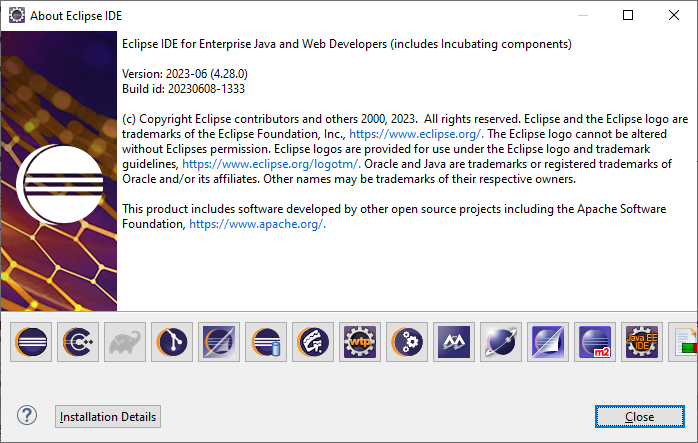 About Eclipse IDE
Eclipse IDE for Enterprise Java and Web Developers (includes Incubating components)
Version: 2023-06 (4.28.0)
Build id: 20230608-1333
(c) Copyright Eclipse contributors and others 2000, 2023.  All rights reserved. Eclipse and the Eclipse logo are
trademarks of the Eclipse Foundation, Inc., https://www.eclipse.org/. The Eclipse logo cannot be altered
without Eclipses permission. Eclipse logos are provided for use under the Eclipse logo and trademark
guidelines, https://www.eclipse.org/logotm/. Oracle and Java are trademarks or registered trademarks of
Oracle and/or its affiliates. Other names may be trademarks of their respective owners.
This product includes software developed by other open source projects including the Apache Software
Foundation, https://www.apache.org/.
wtp
m2
Java EE
IDE
?
Installation Details
Close